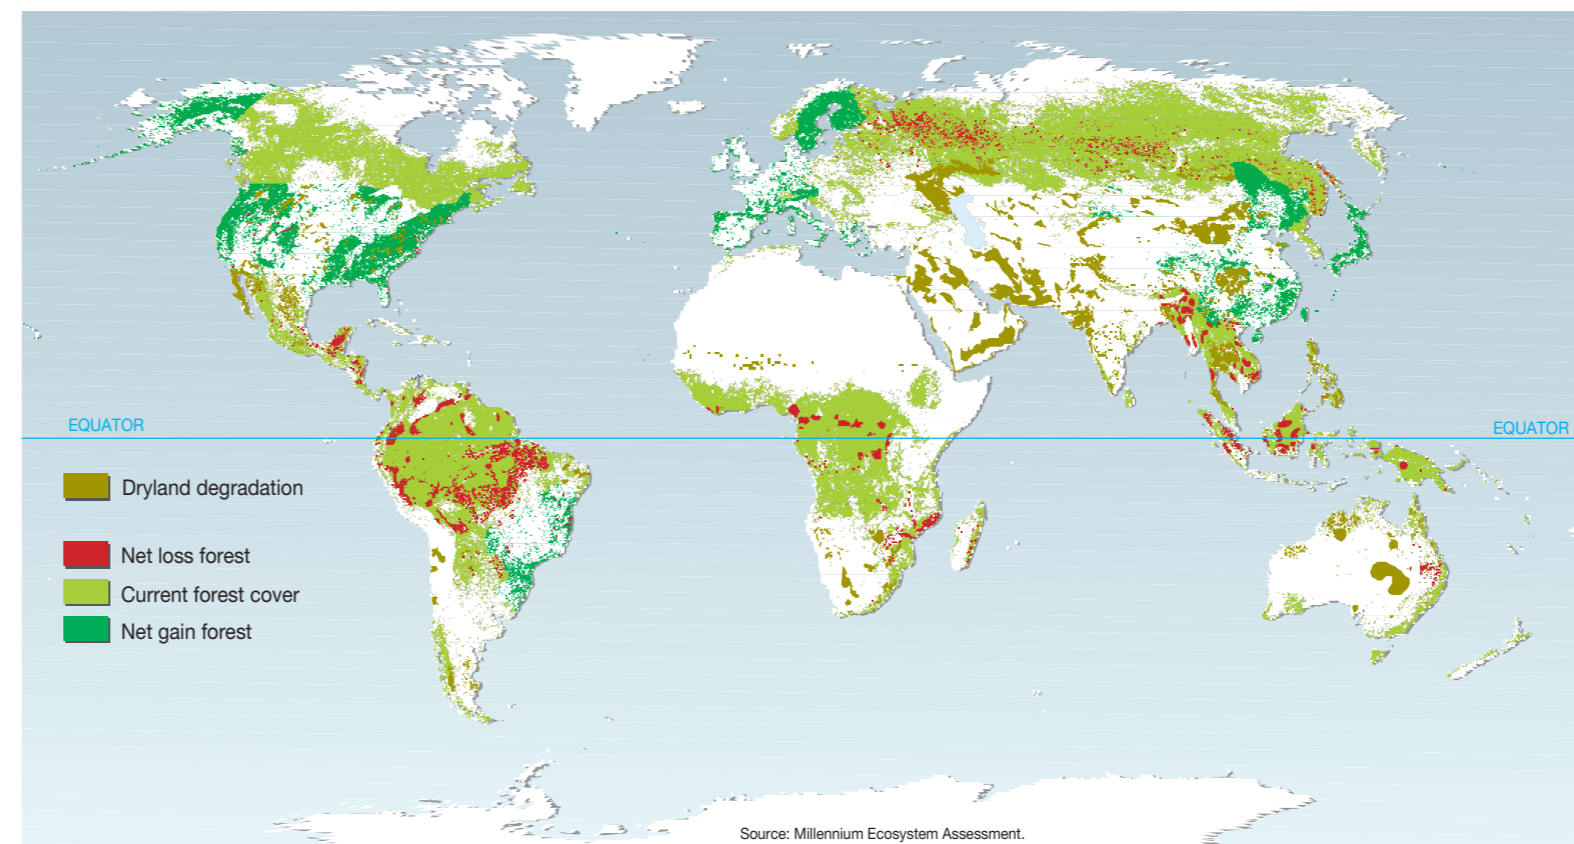 EQUATOR
EQUATOR
Dryland degradation
Net loss forest
Current forest cover
Net gain forest
Source: Millennium Ecosystem Assessment.